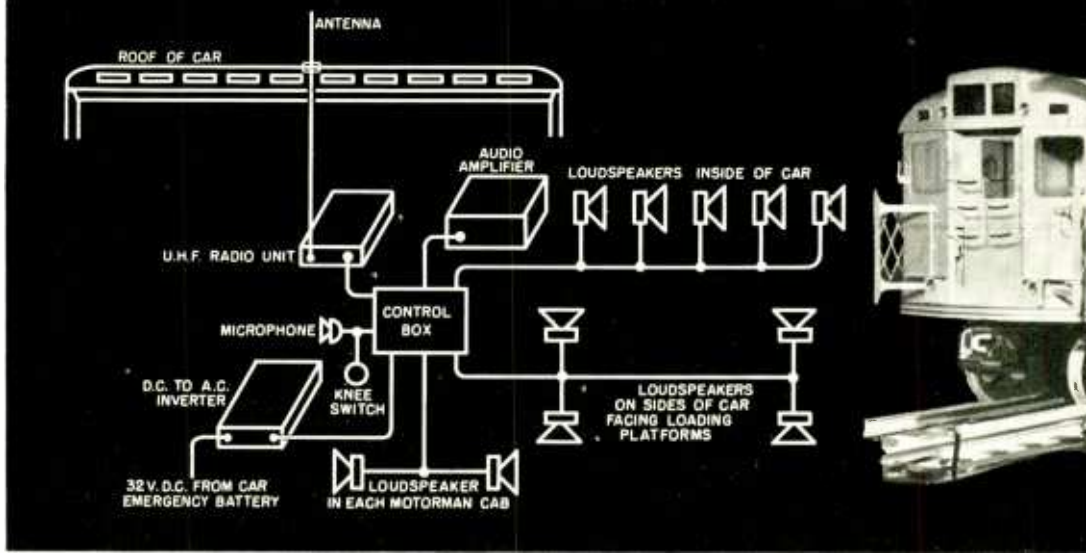 ANTENNA
ROOF OF CAR
AUDIO
AMPLIFIER
LOUDSPEAKERS INSIDE OF CAR
U.H.F. RADIO UNIT
CONTROL
BOX
MICROPHONE
KNEE
SWITCH
D.C. TO A.C.
INVERTER
LOUDSPEAKERS
ON SIDES OF CAR
FACING LOADING
PLATFORMS
32 V. D.C. FROM CAR
EMERGENCY BATTERY
LOUDSPEAKER
IN EACH MOTORMAN CAB